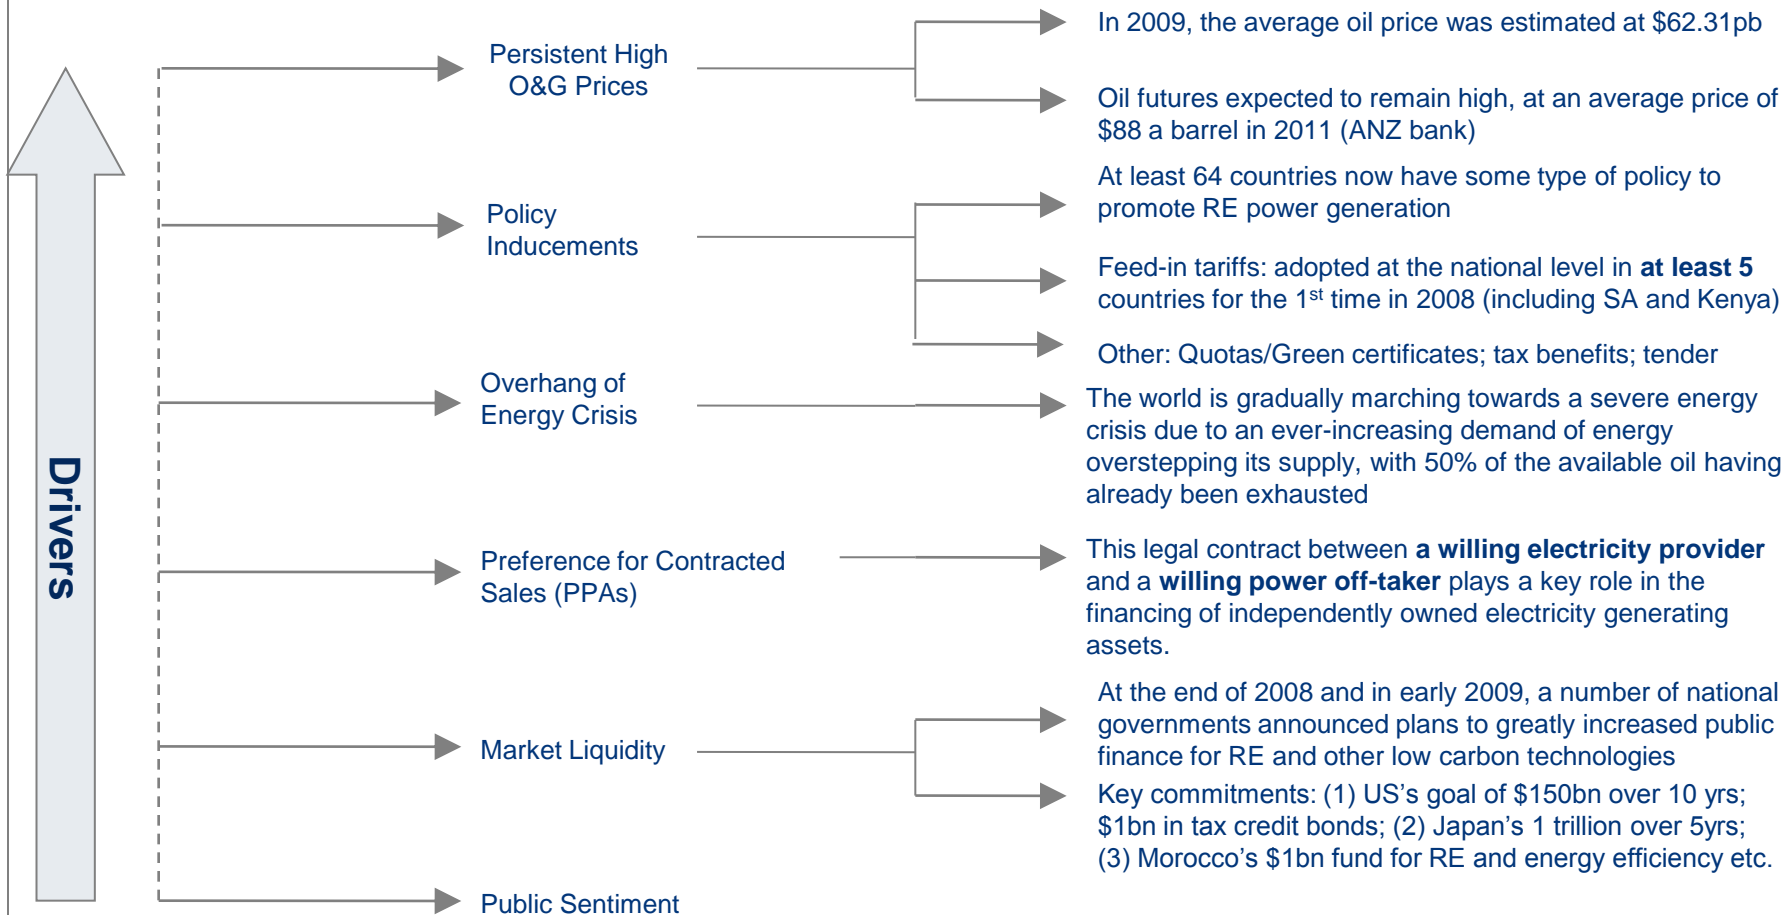 Drivers
Persistent High
O&G Prices
In 2009, the average oil price was estimated at $62.31pb
Oil futures expected to remain high, at an average price of
$88 a barrel in 2011 (ANZ bank)
Policy
Inducements
At least 64 countries now have some type of policy to
promote RE power generation
Feed-in tariffs: adopted at the national level in at least 5
countries for the 1st time in 2008 (including SA and Kenya)
Other: Quotas/Green certificates; tax benefits; tender
Overhang of
Energy Crisis
The world is gradually marching towards a severe energy
crisis due to an ever-increasing demand of energy
overstepping its supply, with 50% of the available oil having
already been exhausted
Preference for Contracted
Sales (PPAs)
This legal contract between a willing electricity provider
and a willing power off-taker plays a key role in the
financing of independently owned electricity generating
assets.
Market Liquidity
At the end of 2008 and in early 2009, a number of national
governments announced plans to greatly increased public
finance for RE and other low carbon technologies
Key commitments: (1) US’s goal of $150bn over 10 yrs;
$1bn in tax credit bonds; (2) Japan’s 1 trillion over 5yrs;
(3) Morocco’s $1bn fund for RE and energy efficiency etc.
Public Sentiment